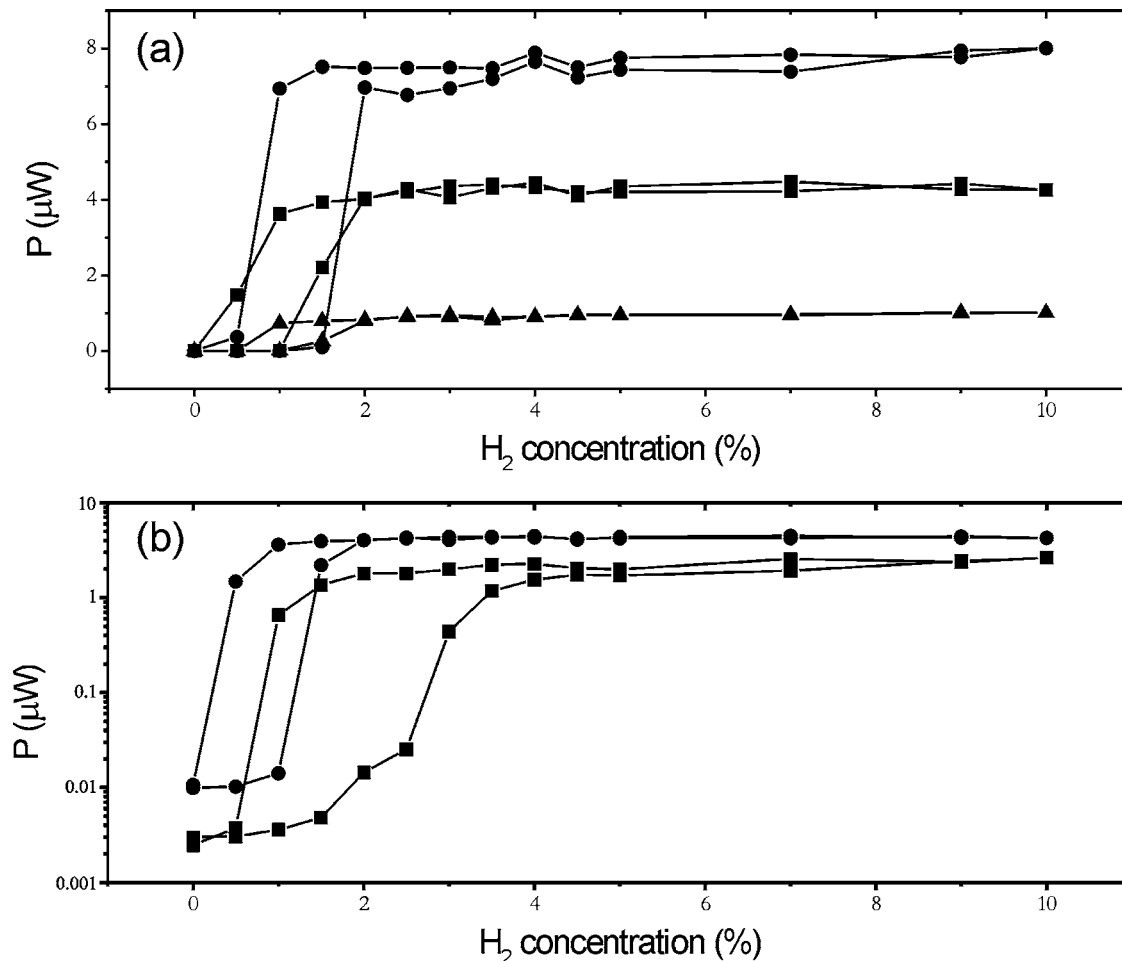 (a)
P (μW)
8
6
4
2
0
0 2 4 6 8 10
H₂ concentration (%)
(b)
P (μW)
10
1
0.1
0.01
0.001
0 2 4 6 8 10
H₂ concentration (%)